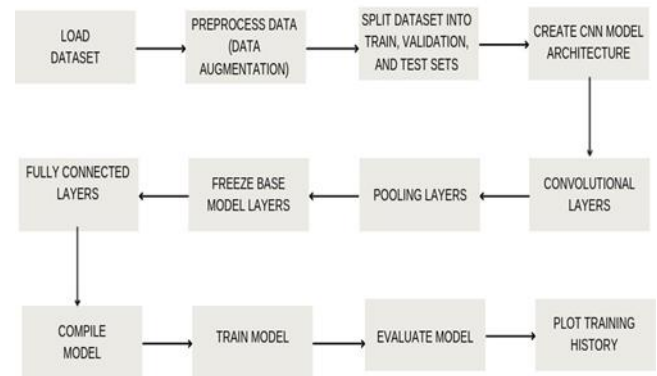 LOAD
DATASET
PREPROCESS DATA
(DATA
AUGMENTATION)
SPLIT DATASET INTO
TRAIN, VALIDATION,
AND TEST SETS
CREATE CNN MODEL
ARCHITECTURE
CONVOLUTIONAL
LAYERS
POOLING LAYERS
FREEZE BASE
MODEL LAYERS
FULLY CONNECTED
LAYERS
COMPILE
MODEL
TRAIN MODEL
EVALUATE MODEL
PLOT TRAINING
HISTORY